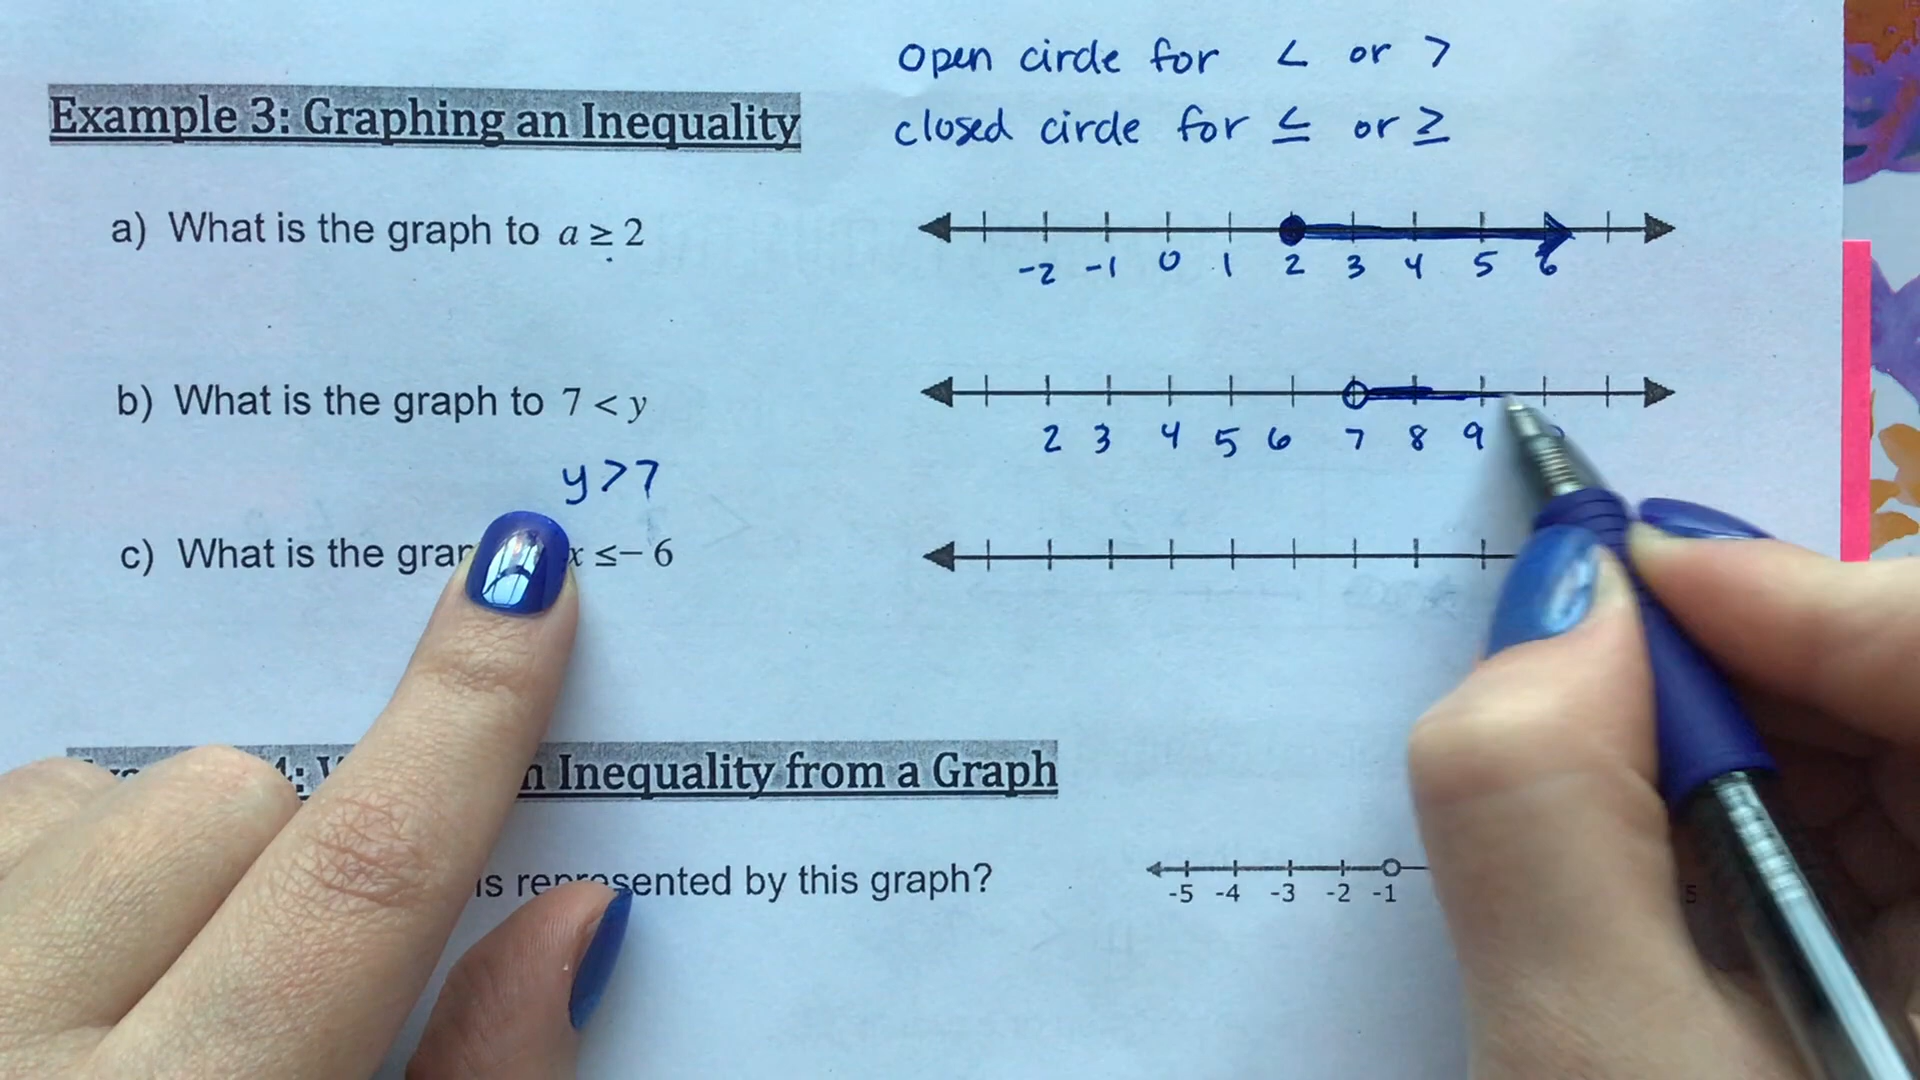 open circle for < or >
Example 3: Graphing an Inequality
closed circle for ≤ or ≥
a) What is the graph to a ≥ 2
-2 -1 0 1 2 3 4 5 6
b) What is the graph to 7 < y
2 3 4 5 6 7 8 9
y > 7
c) What is the x ≤ – 6
Inequality from a Graph
is represented by this graph?
-5 -4 -3 -2 -1 5